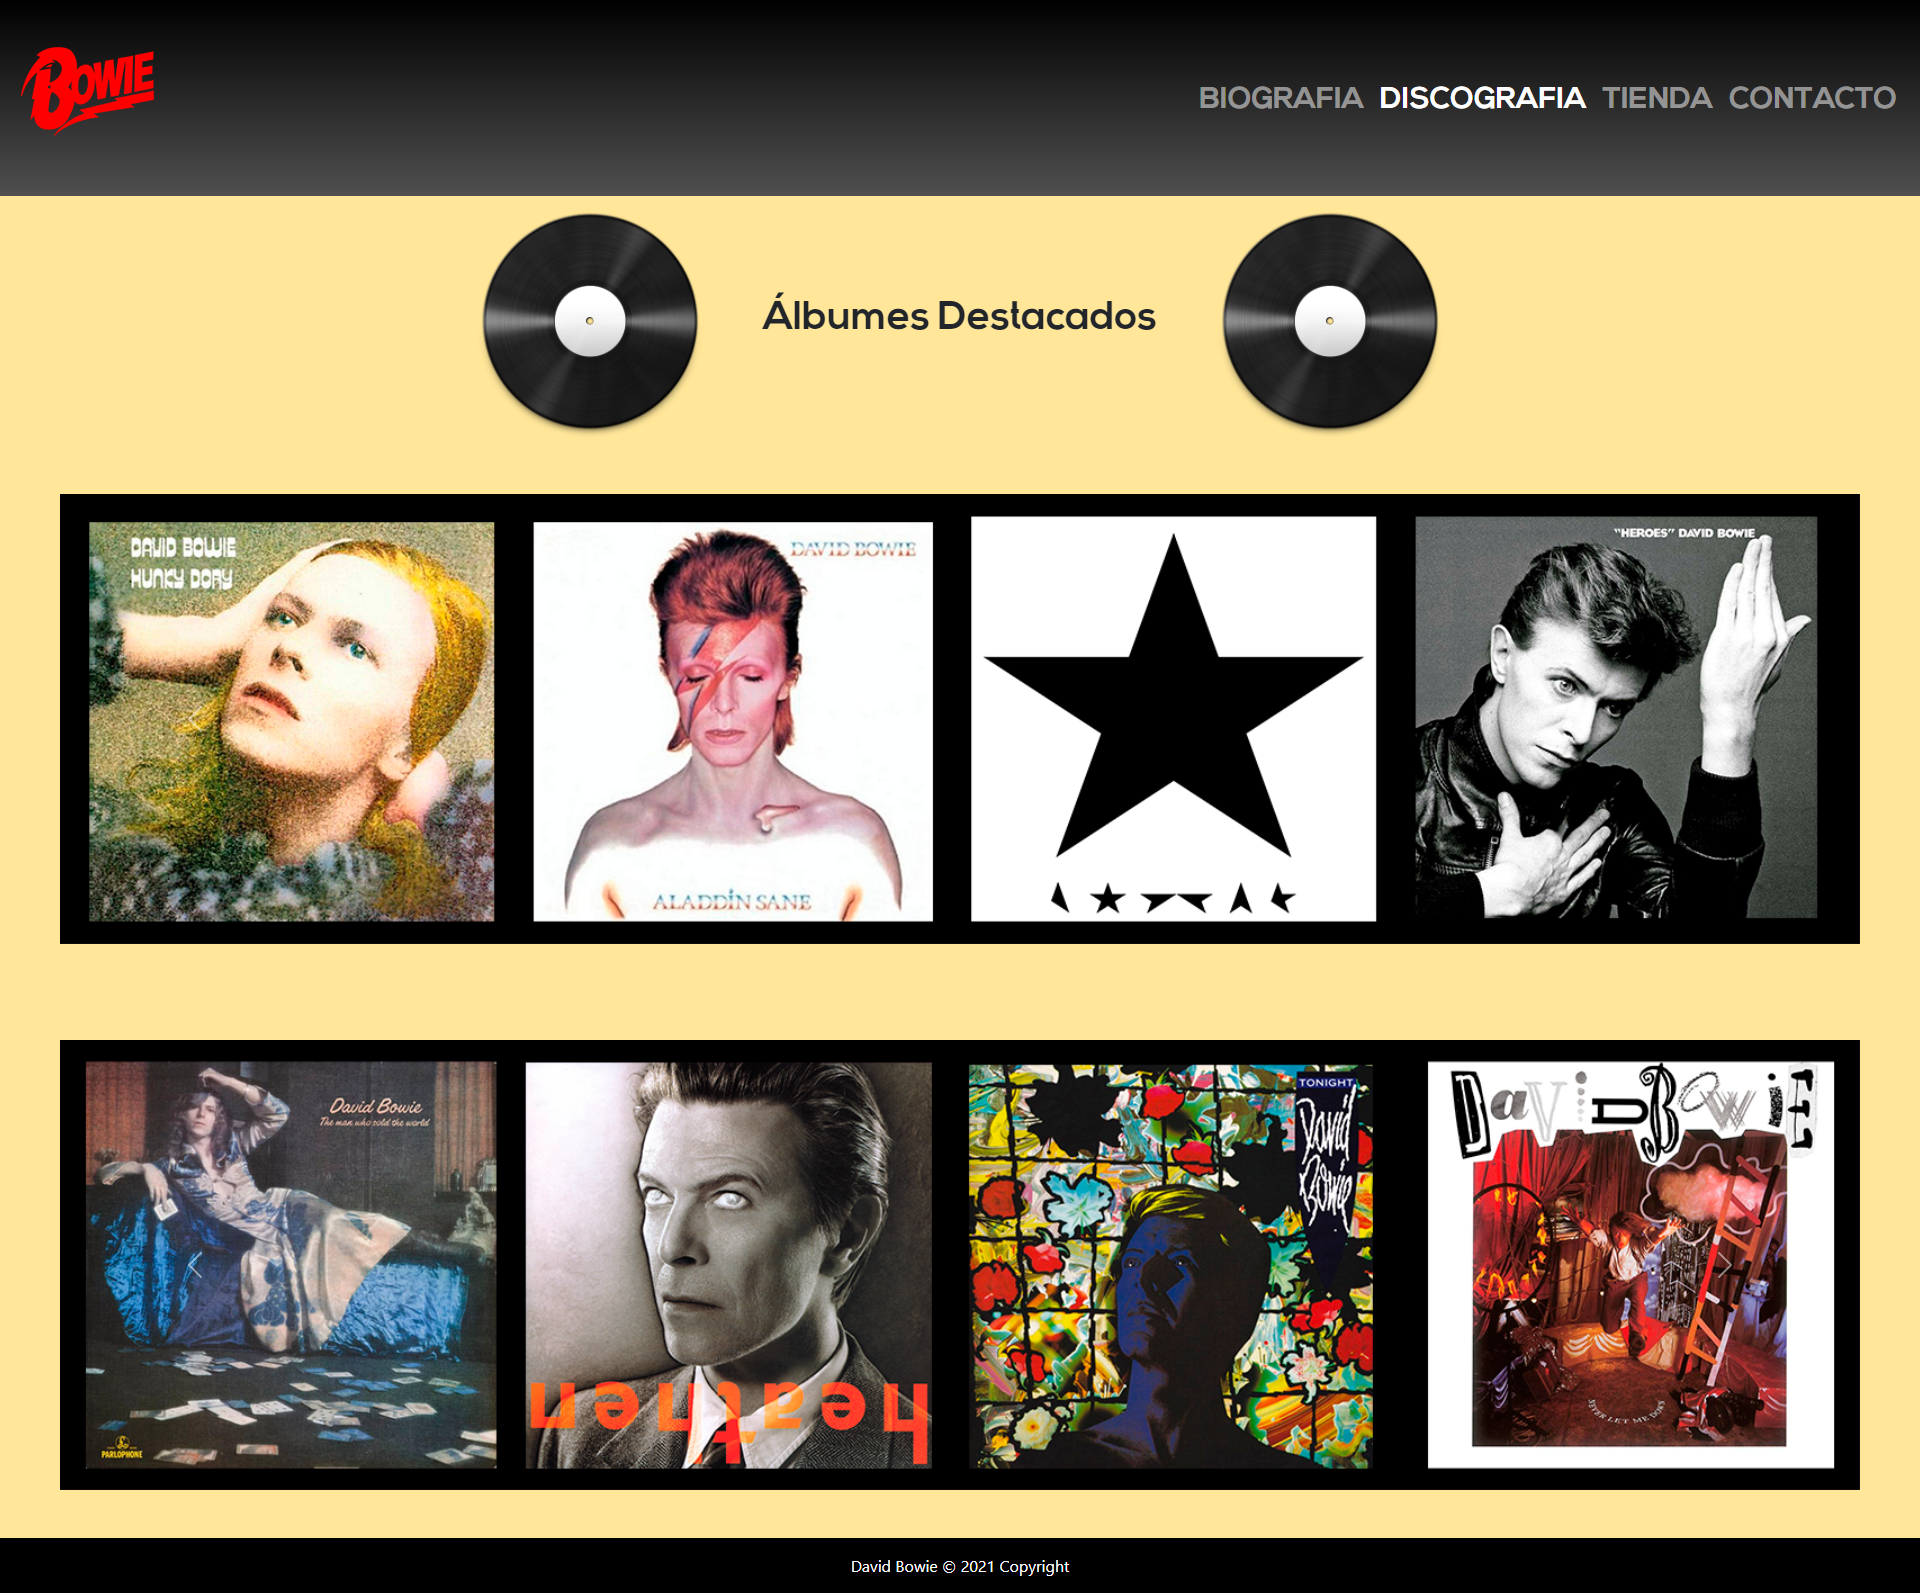 BOWIE
BIOGRAFIA DISCOGRAFIA TIENDA CONTACTO
Álbumes Destacados
DAVID BOWIE
HUNKY DORY
DAVID BOWIE
ALADDIN SANE
"HEROES" DAVID BOWIE
David Bowie
The man who sold the world
PARLOPHONE
heathen
TONIGHT
David
Bowie
DaViD BOWiE
NEVER LET ME DOWN
David Bowie © 2021 Copyright